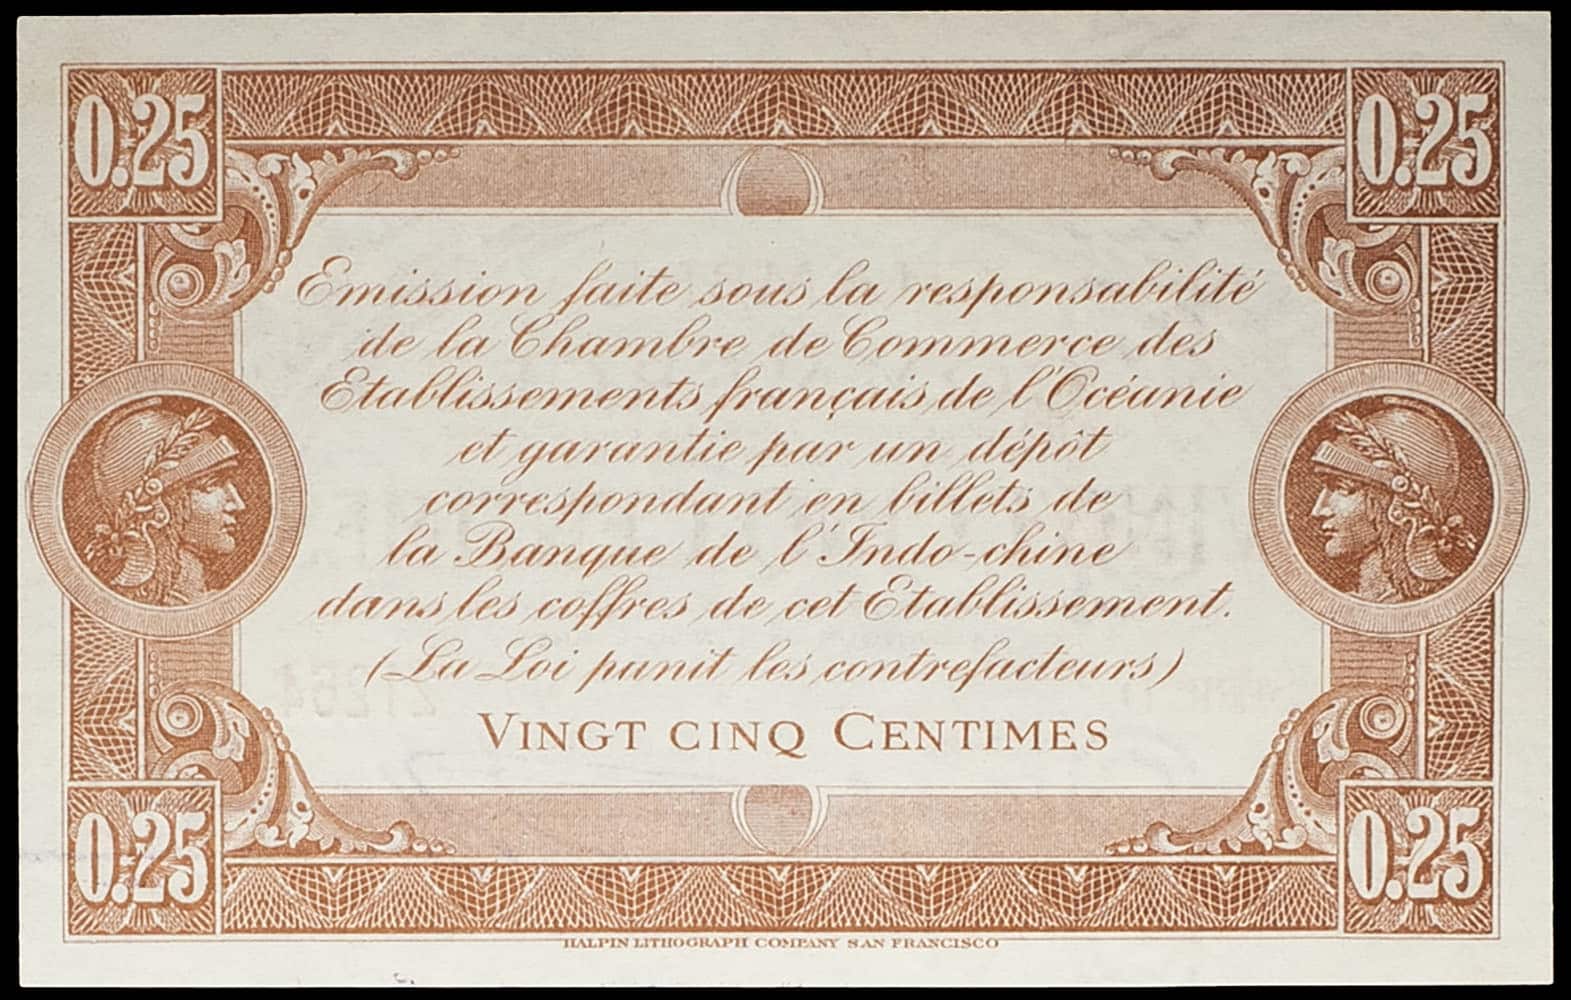 0.25 0.25
Emission faite sous la responsabilité
de la Chambre de Commerce des
Etablissements français de l'Océanie
et garantie par un dépôt
correspondant en billets de
la Banque de l'Indo-chine
dans les coffres de cet Etablissement.
(La Loi punit les contrefacteurs)
VINGT CINQ CENTIMES
0.25 0.25
HALPIN LITHOGRAPH COMPANY SAN FRANCISCO